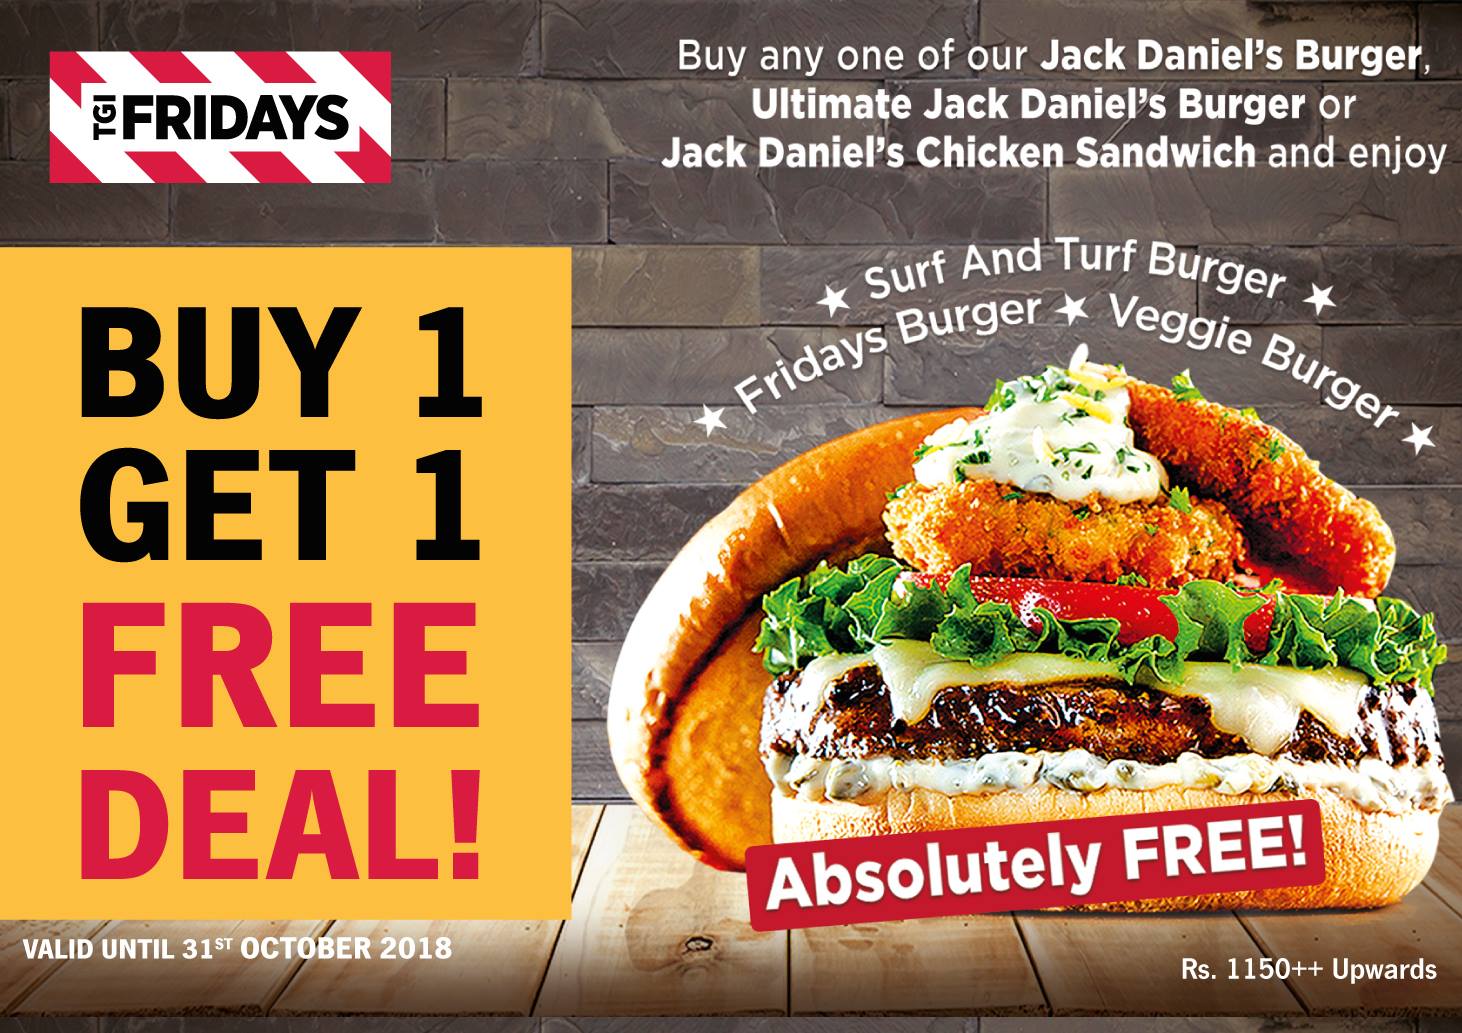 TGI FRIDAYS
Buy any one of our Jack Daniel's Burger,
Ultimate Jack Daniel's Burger or
Jack Daniel's Chicken Sandwich and enjoy
★ Surf And Turf Burger ★
★ Fridays Burger ★ Veggie Burger ★
BUY 1
GET 1
FREE
DEAL!
Absolutely FREE!
VALID UNTIL 31ST OCTOBER 2018
Rs. 1150++ Upwards